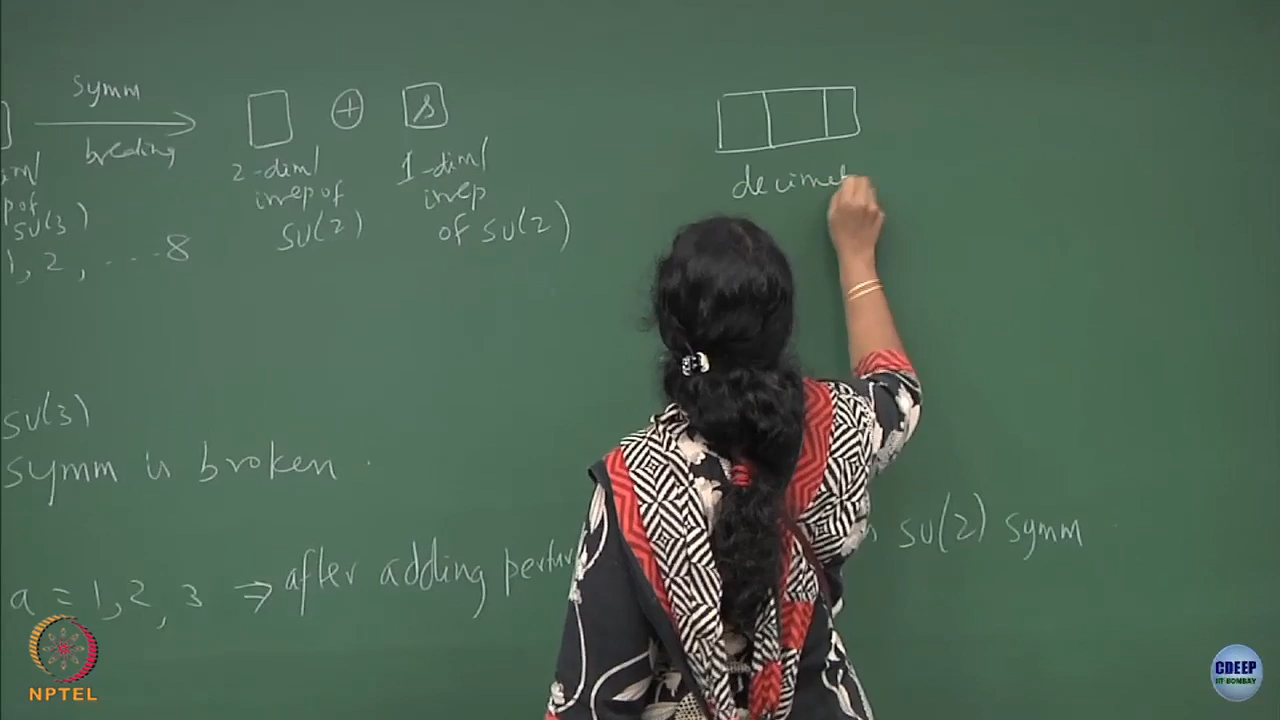 symm
breaking
⊕ s
2-dim/ 1-dim/
irrep of irrep
SU(2) of SU(2)
SU(3)
1, 2, ....8
decimet
SU(3)
symm is broken.
a = 1, 2, 3 ⇒ after adding pertur SU(2) symm
NPTEL
CDEEP
IIT BOMBAY